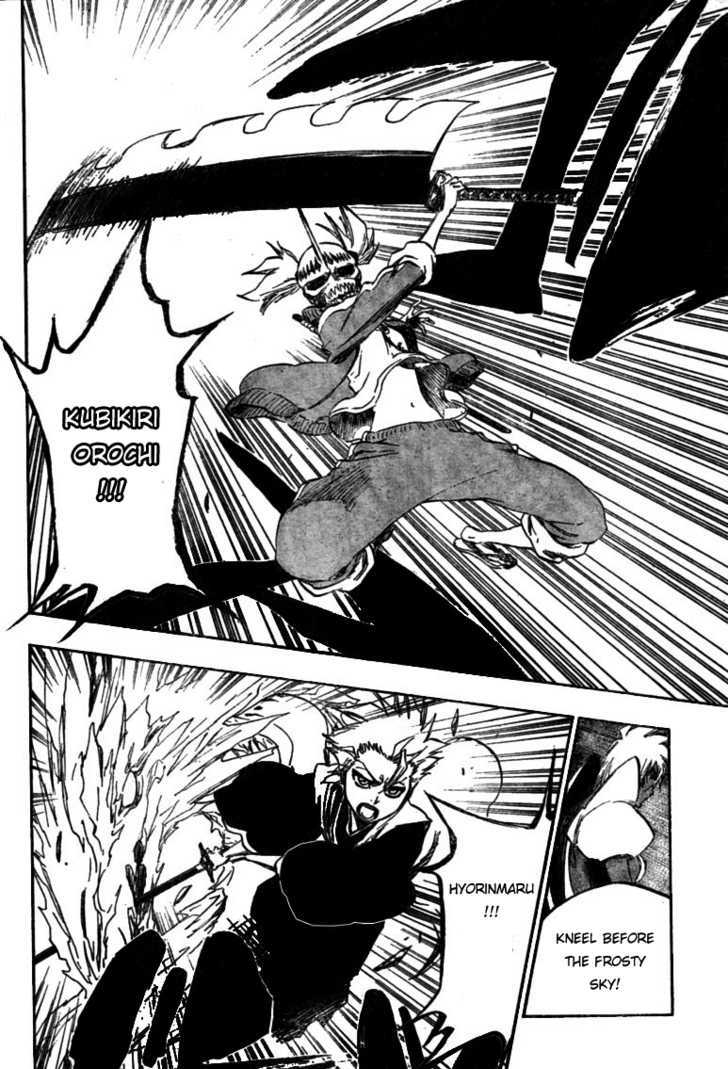 KUBIKIRI
OROCHI
!!!
KNEEL BEFORE
THE FROSTY
SKY!
HYORINMARU
!!!